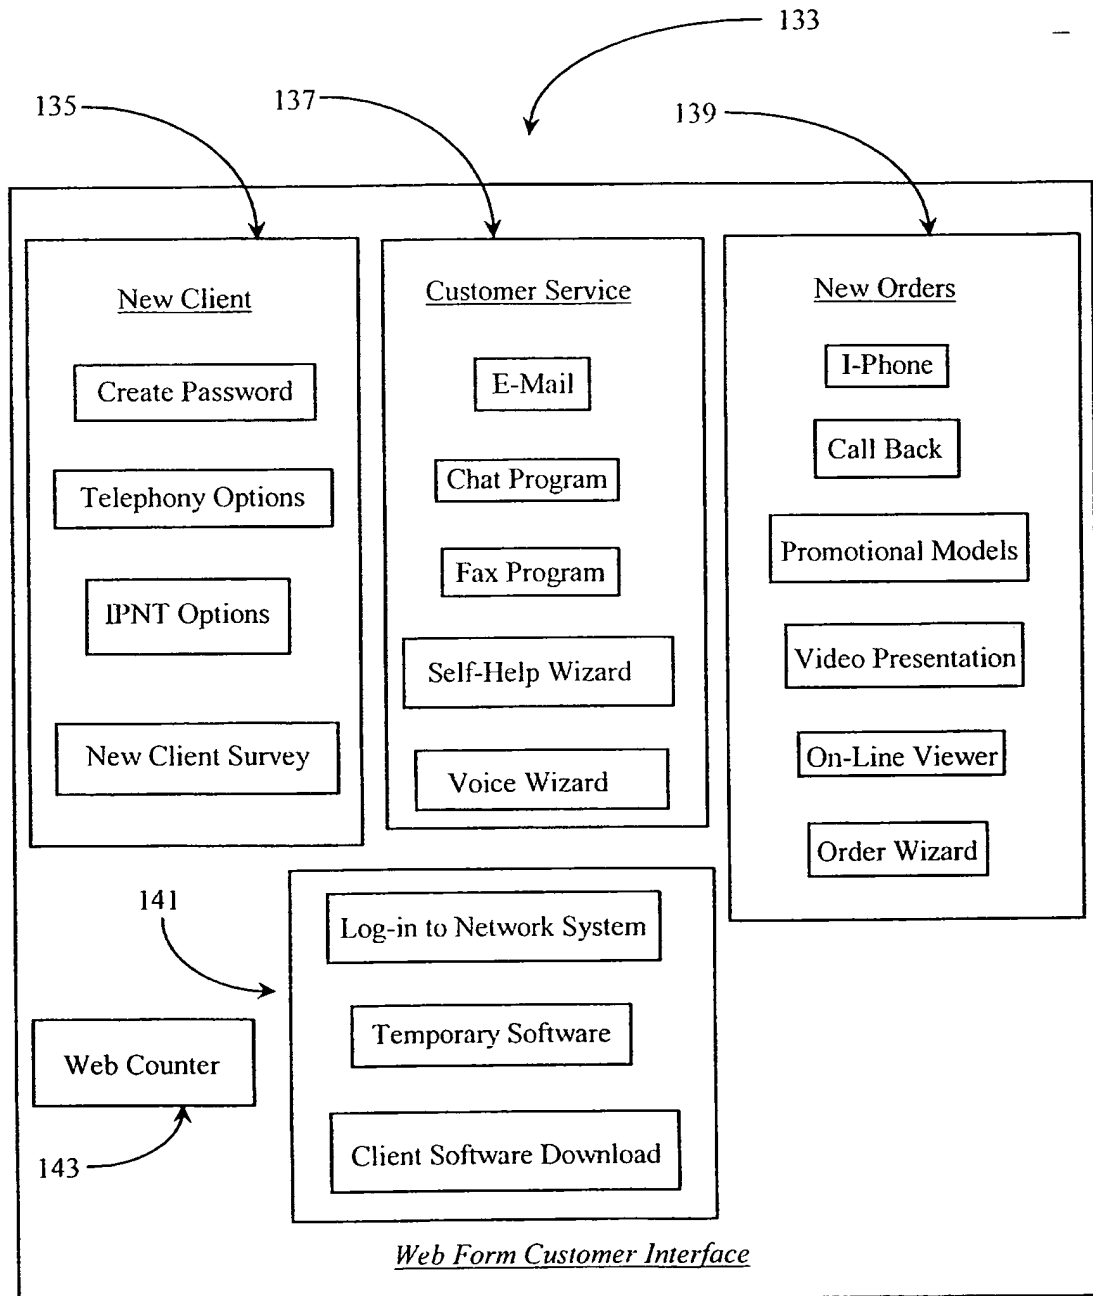 133
135
137
139
New Client
Create Password
Telephony Options
IPNT Options
New Client Survey
Customer Service
E-Mail
Chat Program
Fax Program
Self-Help Wizard
Voice Wizard
New Orders
I-Phone
Call Back
Promotional Models
Video Presentation
On-Line Viewer
Order Wizard
141
Log-in to Network System
Temporary Software
Client Software Download
Web Counter
143
Web Form Customer Interface